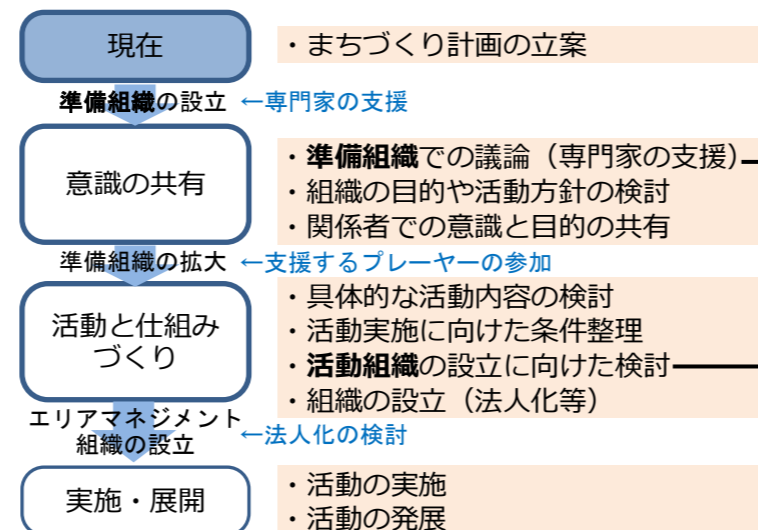 現在
・まちづくり計画の立案
準備組織の設立 ←専門家の支援
意識の共有
・準備組織での議論（専門家の支援）
・組織の目的や活動方針の検討
・関係者での意識と目的の共有
準備組織の拡大 ←支援するプレーヤーの参加
活動と仕組み
づくり
・具体的な活動内容の検討
・活動実施に向けた条件整理
・活動組織の設立に向けた検討
・組織の設立（法人化等）
エリアマネジメント
組織の設立
←法人化の検討
実施・展開
・活動の実施
・活動の発展